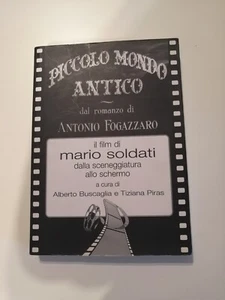 PICCOLO MONDO
ANTICO
dal romanzo di
ANTONIO FOGAZZARO
il film di
mario soldati
dalla sceneggiatura
allo schermo
a cura di
Alberto Buscaglia e Tiziana Piras